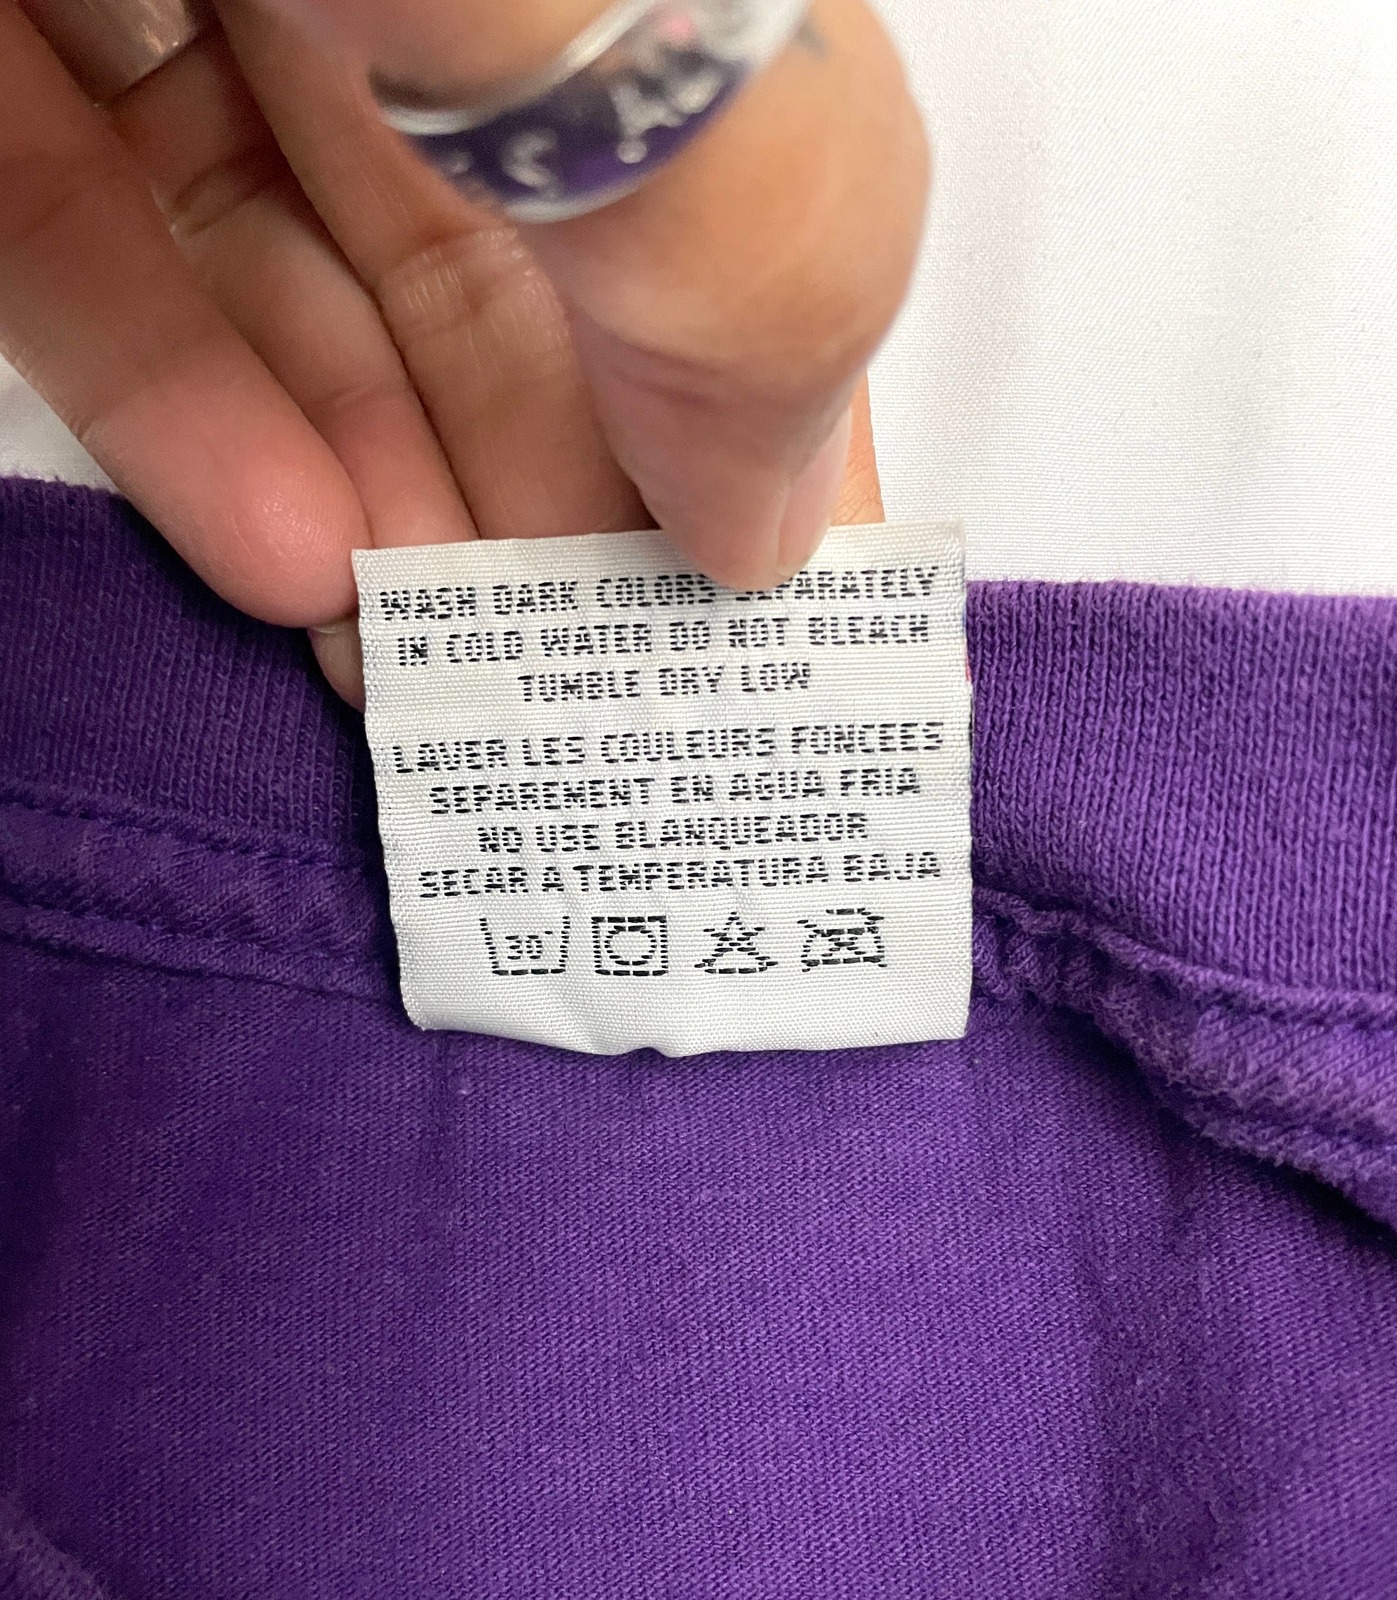 WASH DARK COLORS SEPARATELY
IN COLD WATER DO NOT BLEACH
TUMBLE DRY LOW
LAVER LES COULEURS FONCEES
SEPAREMENT EN AGUA FRIA
NO USE BLANQUEADOR
SECAR A TEMPERATURA BAJA
30°